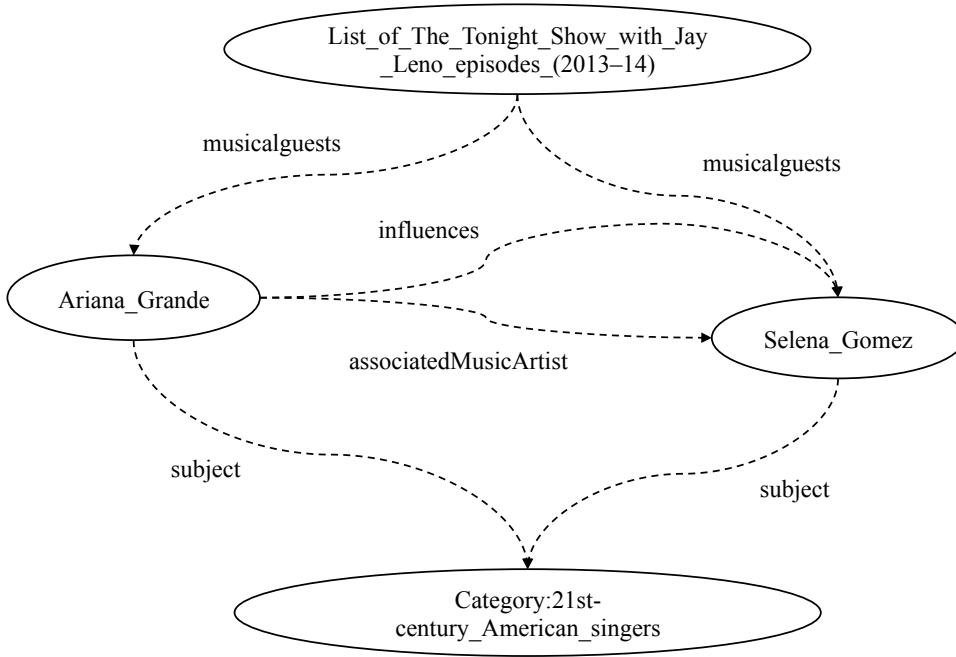 List_of_The_Tonight_Show_with_Jay
_Leno_episodes_(2013–14)
musicalguests
musicalguests
influences
Ariana_Grande
Selena_Gomez
associatedMusicArtist
subject
subject
Category:21st-
century_American_singers